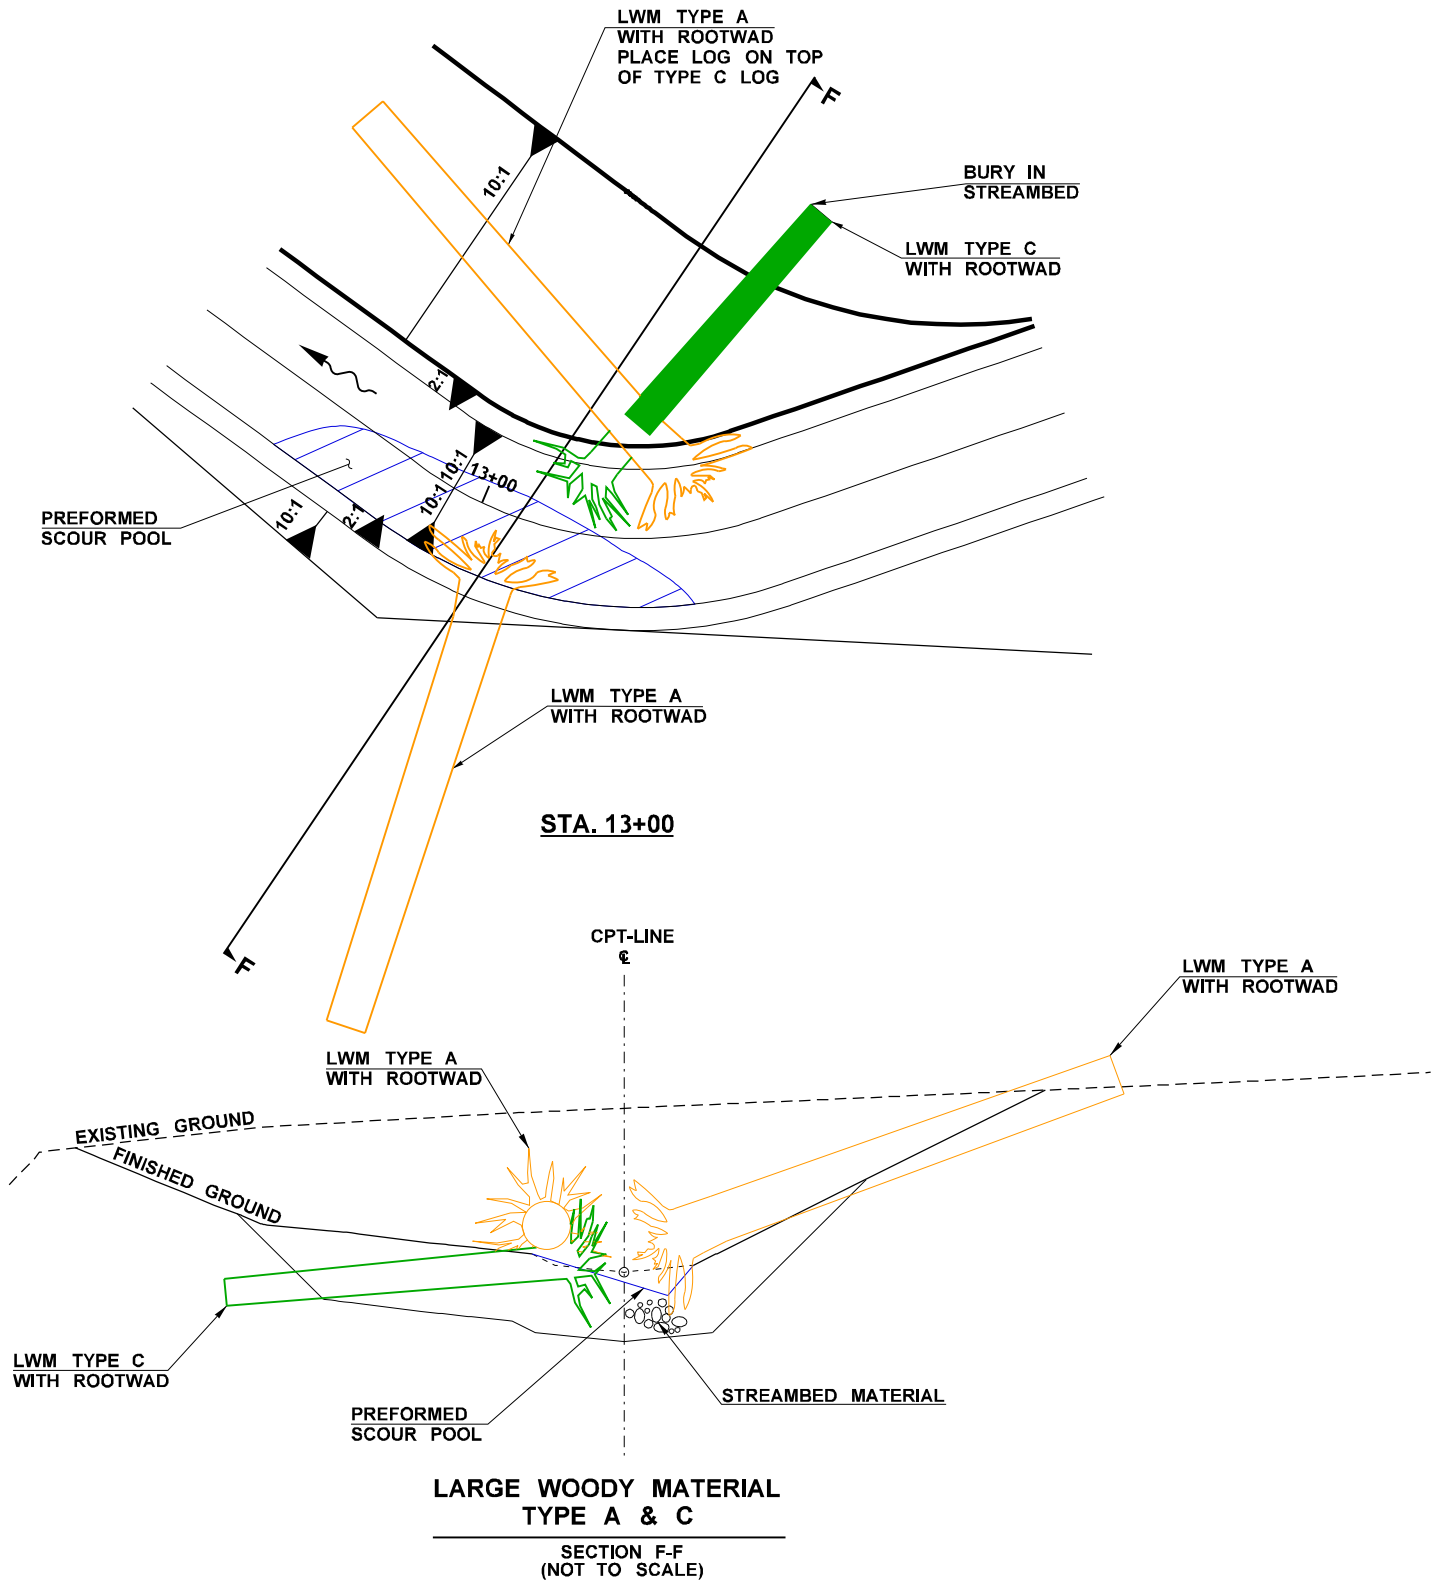 LWM TYPE A
WITH ROOTWAD
PLACE LOG ON TOP
OF TYPE C LOG
F
BURY IN
STREAMBED
LWM TYPE C
WITH ROOTWAD
10:1
2:1
10:1
13+00
10:1
2:1
10:1
PREFORMED
SCOUR POOL
LWM TYPE A
WITH ROOTWAD
STA. 13+00
F
CPT-LINE
℄
LWM TYPE A
WITH ROOTWAD
LWM TYPE A
WITH ROOTWAD
EXISTING GROUND
FINISHED GROUND
LWM TYPE C
WITH ROOTWAD
PREFORMED
SCOUR POOL
STREAMBED MATERIAL
LARGE WOODY MATERIAL
TYPE A & C
SECTION F-F
(NOT TO SCALE)